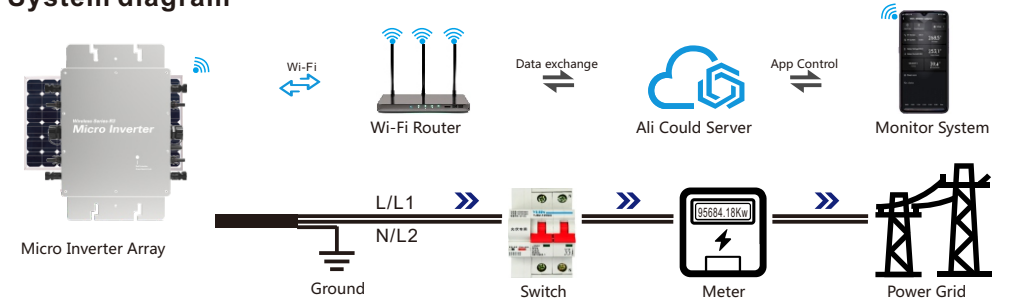 System diagram
Wi-Fi
Data exchange
App Control
Wi-Fi Router
Ali Could Server
Monitor System
Micro Inverter
L/L1
N/L2
95684.18Kw
Micro Inverter Array
Ground
Switch
Meter
Power Grid